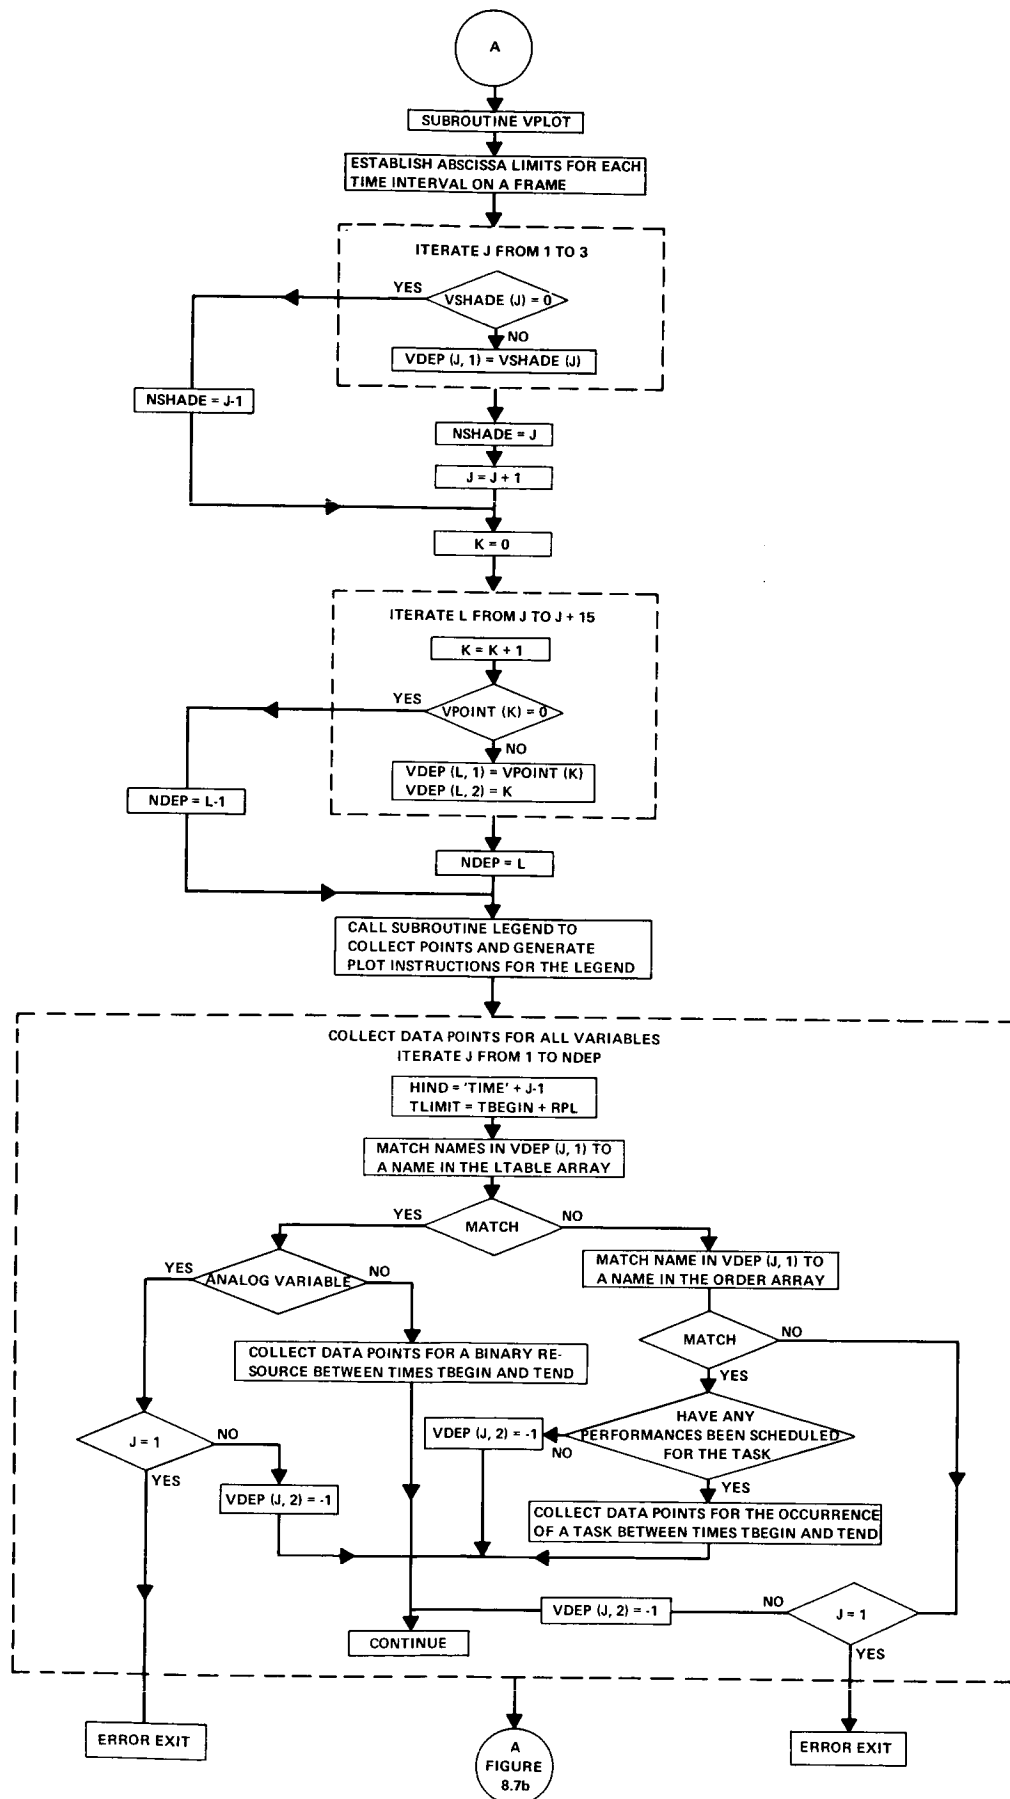 A
SUBROUTINE VPLOT
ESTABLISH ABSCISSA LIMITS FOR EACH
TIME INTERVAL ON A FRAME
ITERATE J FROM 1 TO 3
YES
VSHADE (J) = 0
NO
VDEP (J, 1) = VSHADE (J)
NSHADE = J-1
NSHADE = J
J = J + 1
K = 0
ITERATE L FROM J TO J + 15
K = K + 1
YES
VPOINT (K) = 0
NO
VDEP (L, 1) = VPOINT (K)
VDEP (L, 2) = K
NDEP = L-1
NDEP = L
CALL SUBROUTINE LEGEND TO
COLLECT POINTS AND GENERATE
PLOT INSTRUCTIONS FOR THE LEGEND
COLLECT DATA POINTS FOR ALL VARIABLES
ITERATE J FROM 1 TO NDEP
HIND = 'TIME' + J-1
TLIMIT = TBEGIN + RPL
MATCH NAMES IN VDEP (J, 1) TO
A NAME IN THE LTABLE ARRAY
YES
MATCH
NO
YES
ANALOG VARIABLE
NO
MATCH NAME IN VDEP (J, 1) TO
A NAME IN THE ORDER ARRAY
COLLECT DATA POINTS FOR A BINARY RE-
SOURCE BETWEEN TIMES TBEGIN AND TEND
MATCH
NO
YES
J = 1
NO
YES
VDEP (J, 2) = -1
VDEP (J, 2) = -1
NO
HAVE ANY
PERFORMANCES BEEN SCHEDULED
FOR THE TASK
YES
COLLECT DATA POINTS FOR THE OCCURRENCE
OF A TASK BETWEEN TIMES TBEGIN AND TEND
VDEP (J, 2) = -1
NO
J = 1
YES
CONTINUE
ERROR EXIT
A
FIGURE
8.7b
ERROR EXIT